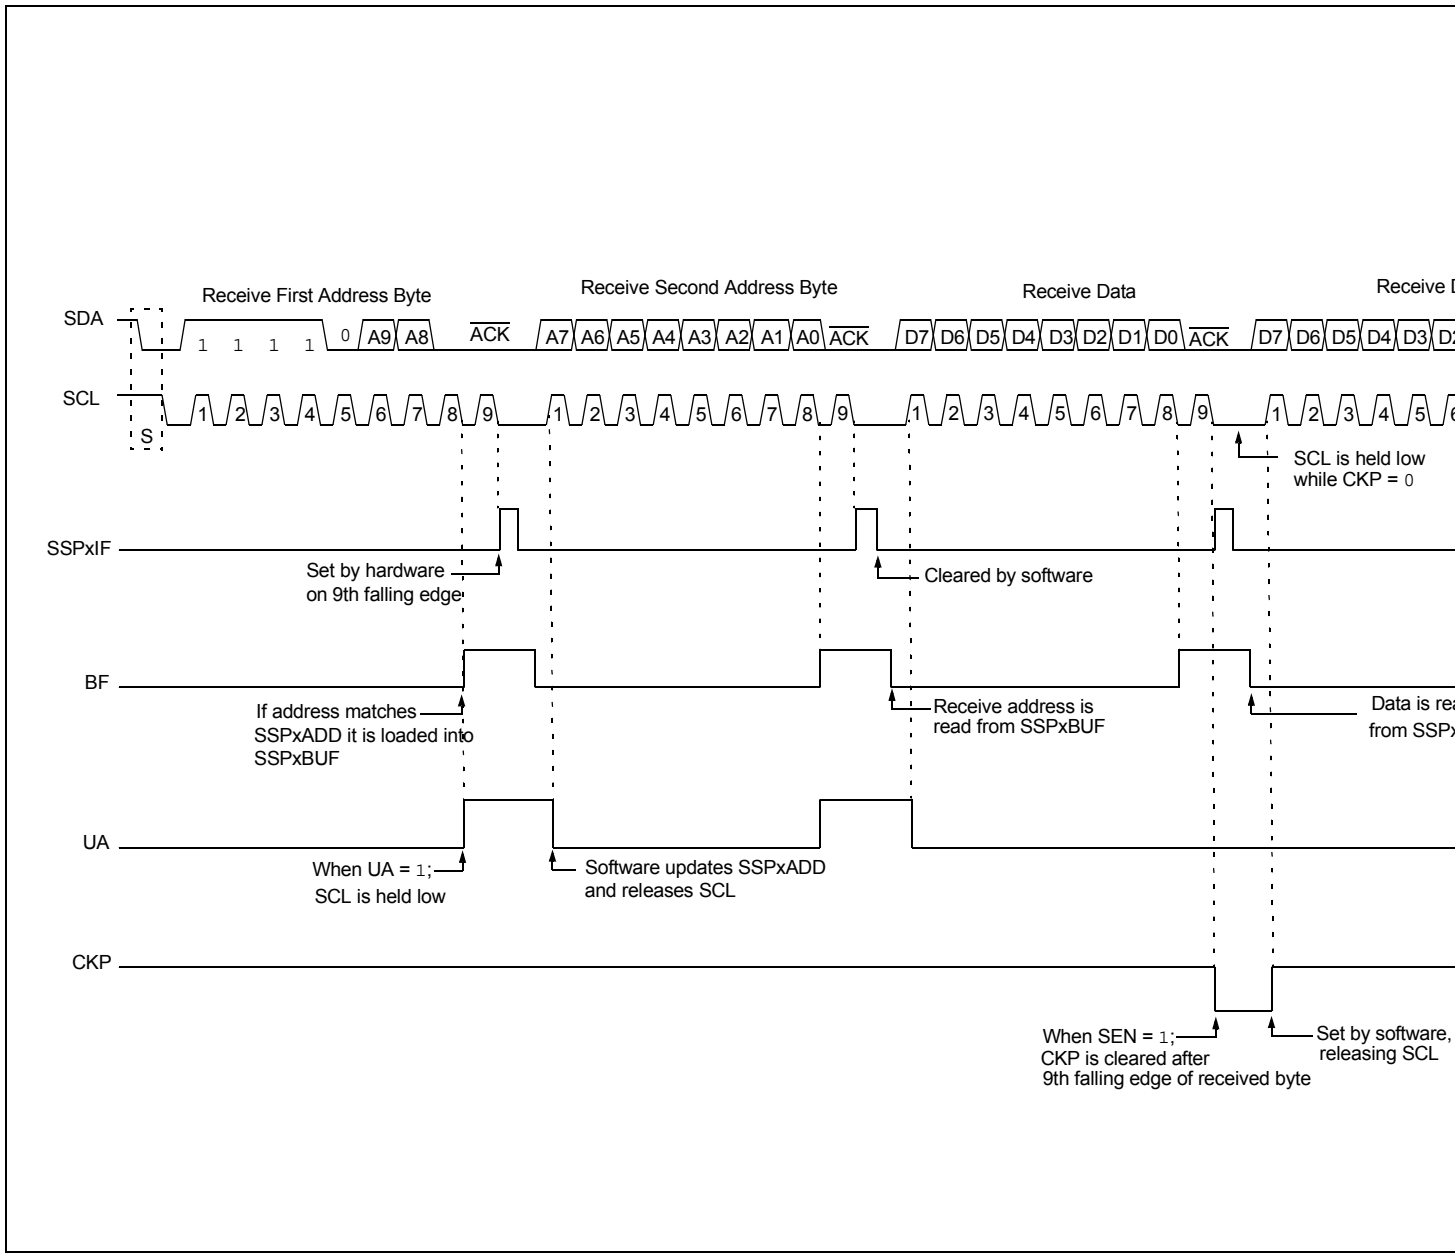 Receive First Address Byte
Receive Second Address Byte
Receive Data
Receive
SDA
1 1 1 1 0 A9 A8 ACK A7 A6 A5 A4 A3 A2 A1 A0 ACK D7 D6 D5 D4 D3 D2 D1 D0 ACK D7 D6 D5 D4 D3
SCL
1 2 3 4 5 6 7 8 9 1 2 3 4 5 6 7 8 9 1 2 3 4 5 6 7 8 9 1 2 3 4 5
S
SCL is held low
while CKP = 0
SSPxIF
Set by hardware
on 9th falling edge
Cleared by software
BF
If address matches
SSPxADD it is loaded into
SSPxBUF
Receive address is
read from SSPxBUF
Data is
from
UA
When UA = 1;
SCL is held low
Software updates SSPxADD
and releases SCL
CKP
When SEN = 1;
CKP is cleared after
9th falling edge of received byte
Set by software,
releasing SCL